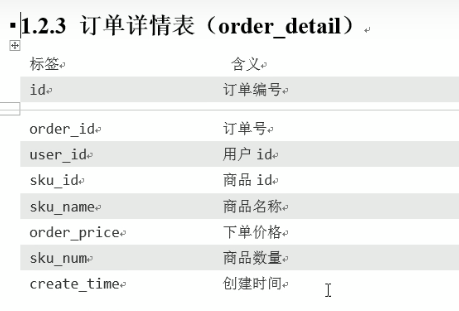 1.2.3 订单详情表（order_detail）
标签 含义
id 订单编号
order_id 订单号
user_id 用户 id
sku_id 商品 id
sku_name 商品名称
order_price 下单价格
sku_num 商品数量
create_time 创建时间